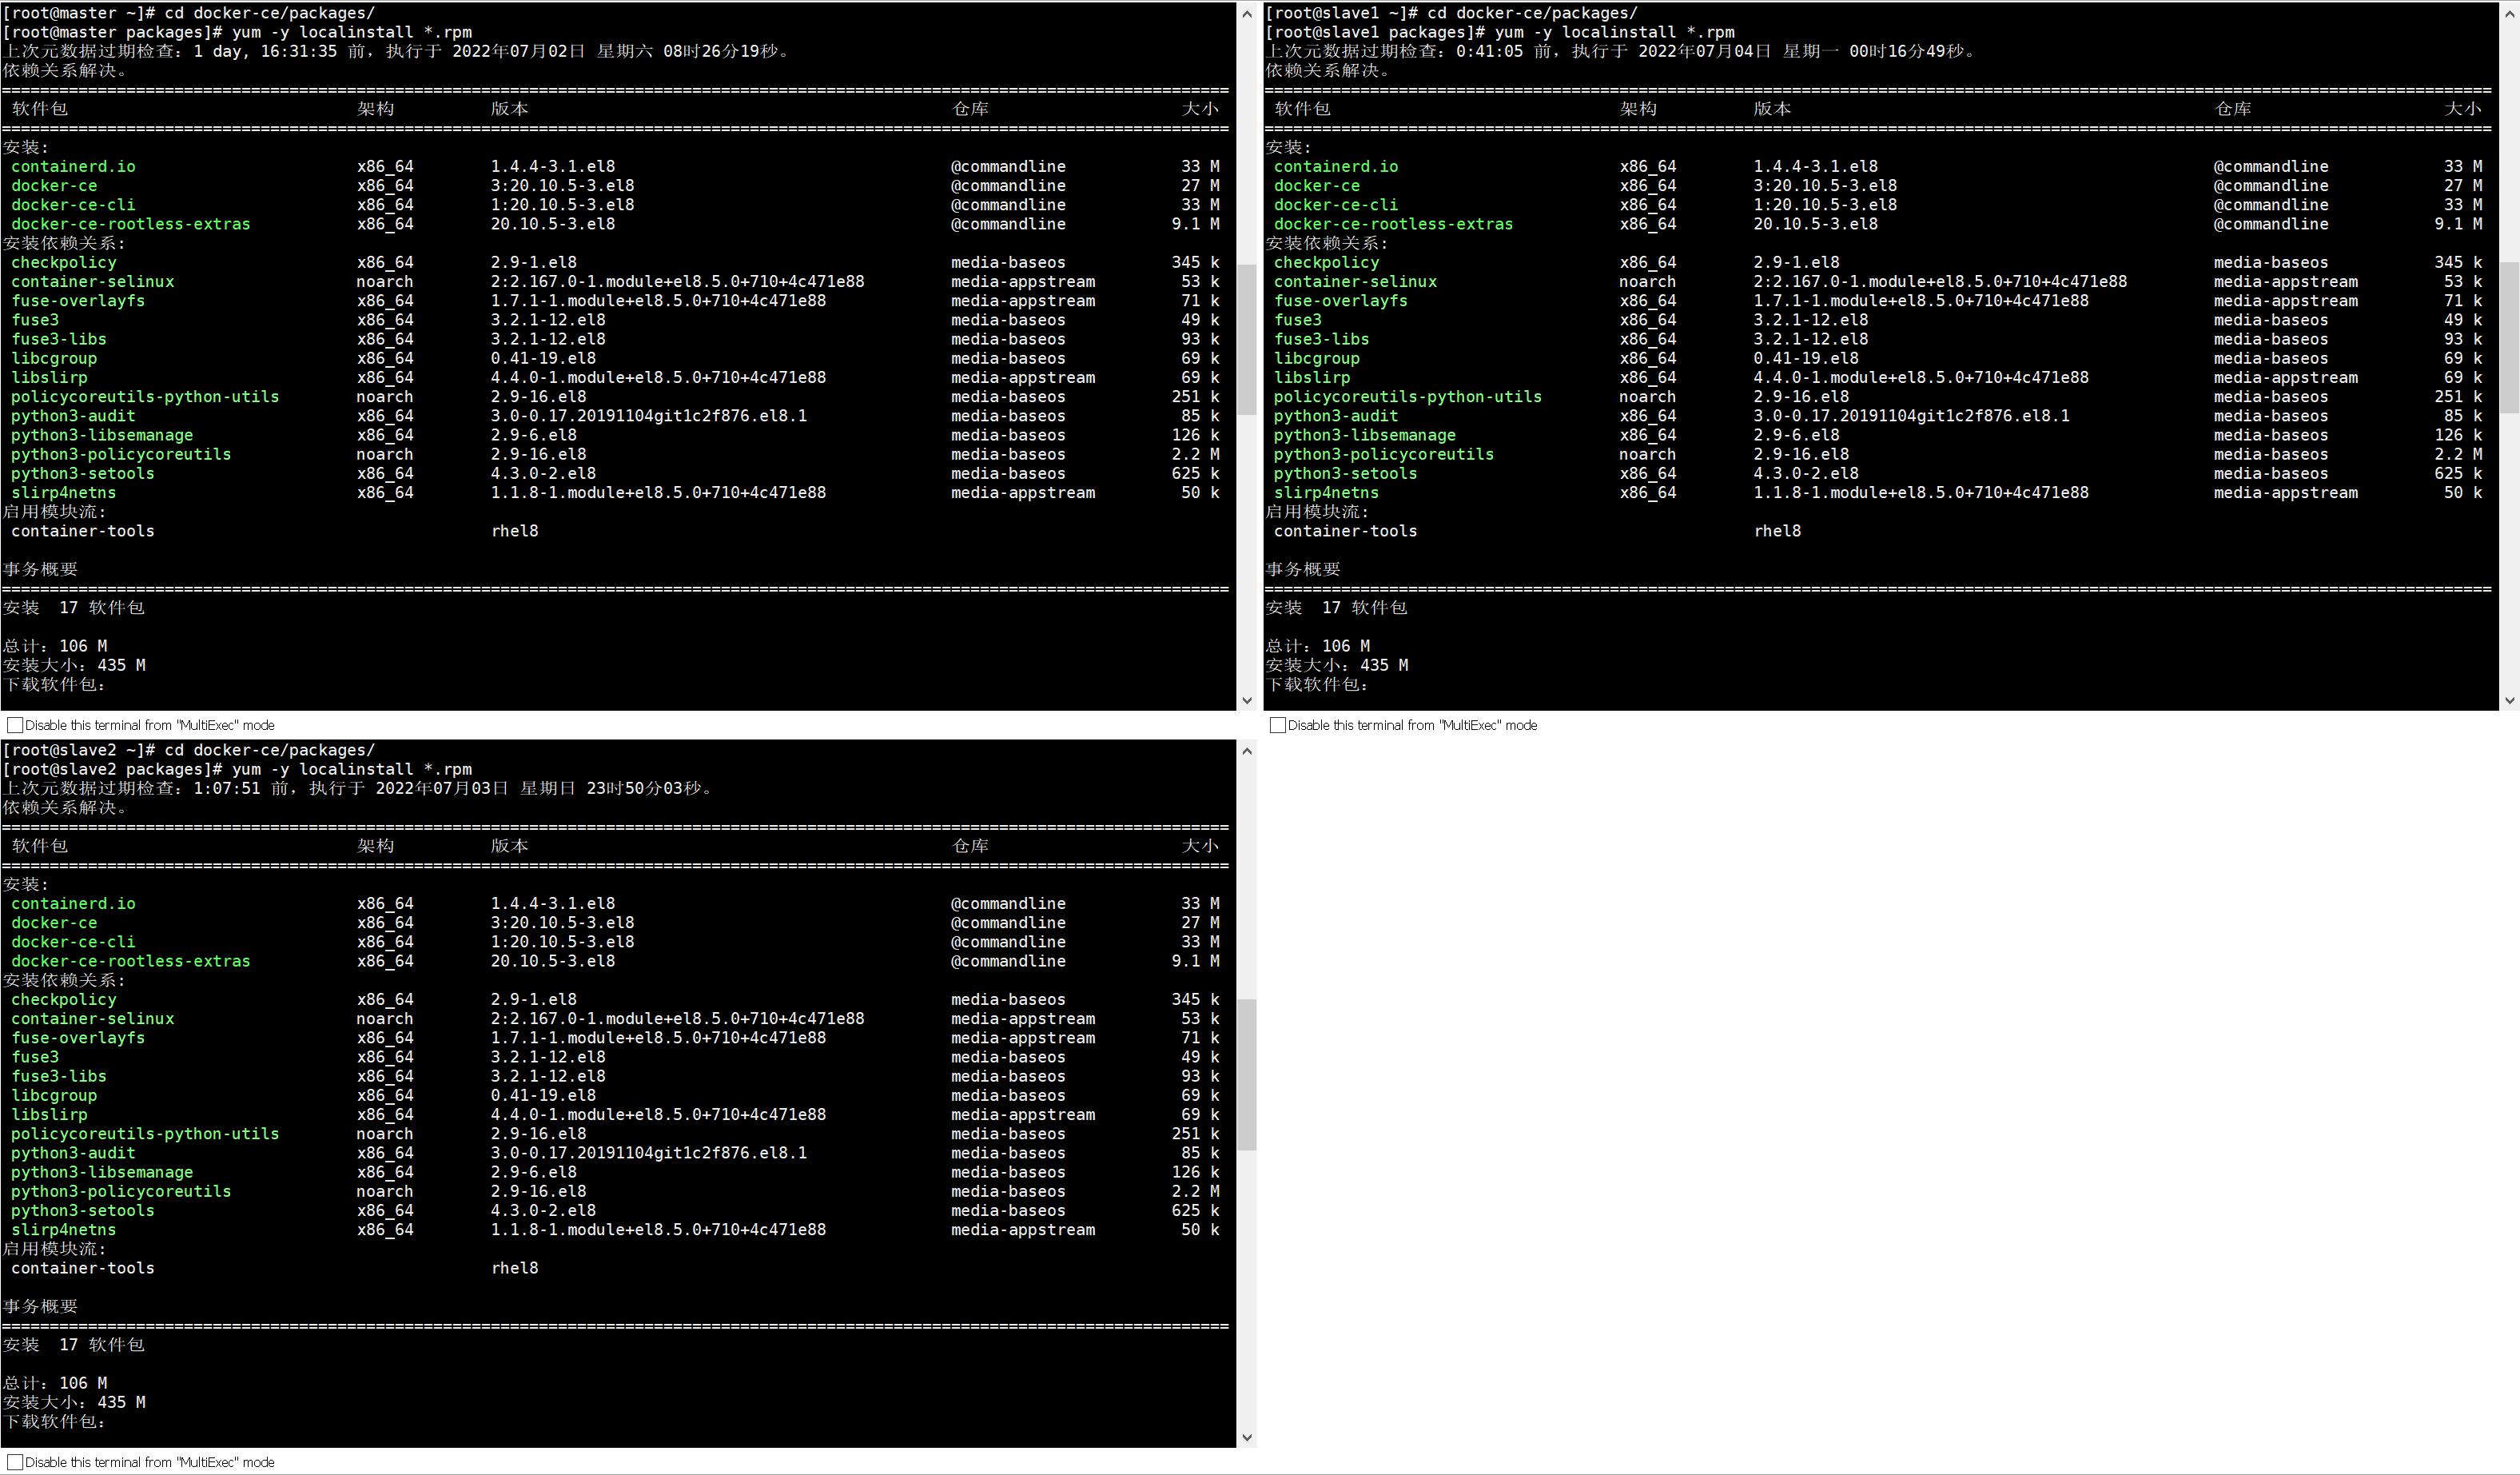 [root@master ~]# cd docker-ce/packages/
[root@master packages]# yum -y localinstall *.rpm
上次元数据过期检查：1 day, 16:31:35 前，执行于 2022年07月02日 星期六 08时26分19秒。
依赖关系解决。
================================================================================================================================
软件包 架构 版本 仓库 大小
================================================================================================================================
安装:
containerd.io x86_64 1.4.4-3.1.el8 @commandline 33 M
docker-ce x86_64 3:20.10.5-3.el8 @commandline 27 M
docker-ce-cli x86_64 1:20.10.5-3.el8 @commandline 33 M
docker-ce-rootless-extras x86_64 20.10.5-3.el8 @commandline 9.1 M
安装依赖关系:
checkpolicy x86_64 2.9-1.el8 media-baseos 345 k
container-selinux noarch 2:2.167.0-1.module+el8.5.0+710+4c471e88 media-appstream 53 k
fuse-overlayfs x86_64 1.7.1-1.module+el8.5.0+710+4c471e88 media-appstream 71 k
fuse3 x86_64 3.2.1-12.el8 media-baseos 49 k
fuse3-libs x86_64 3.2.1-12.el8 media-baseos 93 k
libcgroup x86_64 0.41-19.el8 media-baseos 69 k
libslirp x86_64 4.4.0-1.module+el8.5.0+710+4c471e88 media-appstream 69 k
policycoreutils-python-utils noarch 2.9-16.el8 media-baseos 251 k
python3-audit x86_64 3.0-0.17.20191104git1c2f876.el8.1 media-baseos 85 k
python3-libsemanage x86_64 2.9-6.el8 media-baseos 126 k
python3-policycoreutils noarch 2.9-16.el8 media-baseos 2.2 M
python3-setools x86_64 4.3.0-2.el8 media-baseos 625 k
slirp4netns x86_64 1.1.8-1.module+el8.5.0+710+4c471e88 media-appstream 50 k
启用模块流:
container-tools rhel8
事务概要
================================================================================================================================
安装 17 软件包
总计：106 M
安装大小：435 M
下载软件包：
Disable this terminal from "MultiExec" mode
[root@slave1 ~]# cd docker-ce/packages/
[root@slave1 packages]# yum -y localinstall *.rpm
上次元数据过期检查：0:41:05 前，执行于 2022年07月04日 星期一 00时16分49秒。
依赖关系解决。
================================================================================================================================
软件包 架构 版本 仓库 大小
================================================================================================================================
安装:
containerd.io x86_64 1.4.4-3.1.el8 @commandline 33 M
docker-ce x86_64 3:20.10.5-3.el8 @commandline 27 M
docker-ce-cli x86_64 1:20.10.5-3.el8 @commandline 33 M
docker-ce-rootless-extras x86_64 20.10.5-3.el8 @commandline 9.1 M
安装依赖关系:
checkpolicy x86_64 2.9-1.el8 media-baseos 345 k
container-selinux noarch 2:2.167.0-1.module+el8.5.0+710+4c471e88 media-appstream 53 k
fuse-overlayfs x86_64 1.7.1-1.module+el8.5.0+710+4c471e88 media-appstream 71 k
fuse3 x86_64 3.2.1-12.el8 media-baseos 49 k
fuse3-libs x86_64 3.2.1-12.el8 media-baseos 93 k
libcgroup x86_64 0.41-19.el8 media-baseos 69 k
libslirp x86_64 4.4.0-1.module+el8.5.0+710+4c471e88 media-appstream 69 k
policycoreutils-python-utils noarch 2.9-16.el8 media-baseos 251 k
python3-audit x86_64 3.0-0.17.20191104git1c2f876.el8.1 media-baseos 85 k
python3-libsemanage x86_64 2.9-6.el8 media-baseos 126 k
python3-policycoreutils noarch 2.9-16.el8 media-baseos 2.2 M
python3-setools x86_64 4.3.0-2.el8 media-baseos 625 k
slirp4netns x86_64 1.1.8-1.module+el8.5.0+710+4c471e88 media-appstream 50 k
启用模块流:
container-tools rhel8
事务概要
================================================================================================================================
安装 17 软件包
总计：106 M
安装大小：435 M
下载软件包：
Disable this terminal from "MultiExec" mode
[root@slave2 ~]# cd docker-ce/packages/
[root@slave2 packages]# yum -y localinstall *.rpm
上次元数据过期检查：1:07:51 前，执行于 2022年07月03日 星期日 23时50分03秒。
依赖关系解决。
================================================================================================================================
软件包 架构 版本 仓库 大小
================================================================================================================================
安装:
containerd.io x86_64 1.4.4-3.1.el8 @commandline 33 M
docker-ce x86_64 3:20.10.5-3.el8 @commandline 27 M
docker-ce-cli x86_64 1:20.10.5-3.el8 @commandline 33 M
docker-ce-rootless-extras x86_64 20.10.5-3.el8 @commandline 9.1 M
安装依赖关系:
checkpolicy x86_64 2.9-1.el8 media-baseos 345 k
container-selinux noarch 2:2.167.0-1.module+el8.5.0+710+4c471e88 media-appstream 53 k
fuse-overlayfs x86_64 1.7.1-1.module+el8.5.0+710+4c471e88 media-appstream 71 k
fuse3 x86_64 3.2.1-12.el8 media-baseos 49 k
fuse3-libs x86_64 3.2.1-12.el8 media-baseos 93 k
libcgroup x86_64 0.41-19.el8 media-baseos 69 k
libslirp x86_64 4.4.0-1.module+el8.5.0+710+4c471e88 media-appstream 69 k
policycoreutils-python-utils noarch 2.9-16.el8 media-baseos 251 k
python3-audit x86_64 3.0-0.17.20191104git1c2f876.el8.1 media-baseos 85 k
python3-libsemanage x86_64 2.9-6.el8 media-baseos 126 k
python3-policycoreutils noarch 2.9-16.el8 media-baseos 2.2 M
python3-setools x86_64 4.3.0-2.el8 media-baseos 625 k
slirp4netns x86_64 1.1.8-1.module+el8.5.0+710+4c471e88 media-appstream 50 k
启用模块流:
container-tools rhel8
事务概要
================================================================================================================================
安装 17 软件包
总计：106 M
安装大小：435 M
下载软件包：
Disable this terminal from "MultiExec" mode